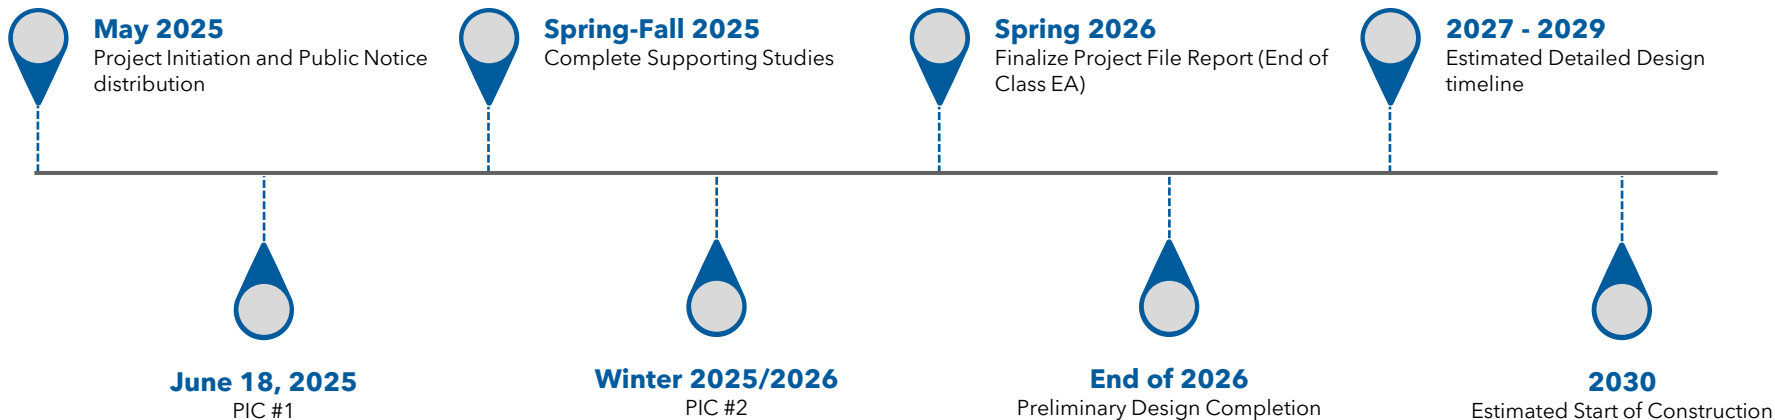 May 2025
Project Initiation and Public Notice
distribution
Spring-Fall 2025
Complete Supporting Studies
Spring 2026
Finalize Project File Report (End of
Class EA)
2027 - 2029
Estimated Detailed Design
timeline
June 18, 2025
PIC #1
Winter 2025/2026
PIC #2
End of 2026
Preliminary Design Completion
2030
Estimated Start of Construction